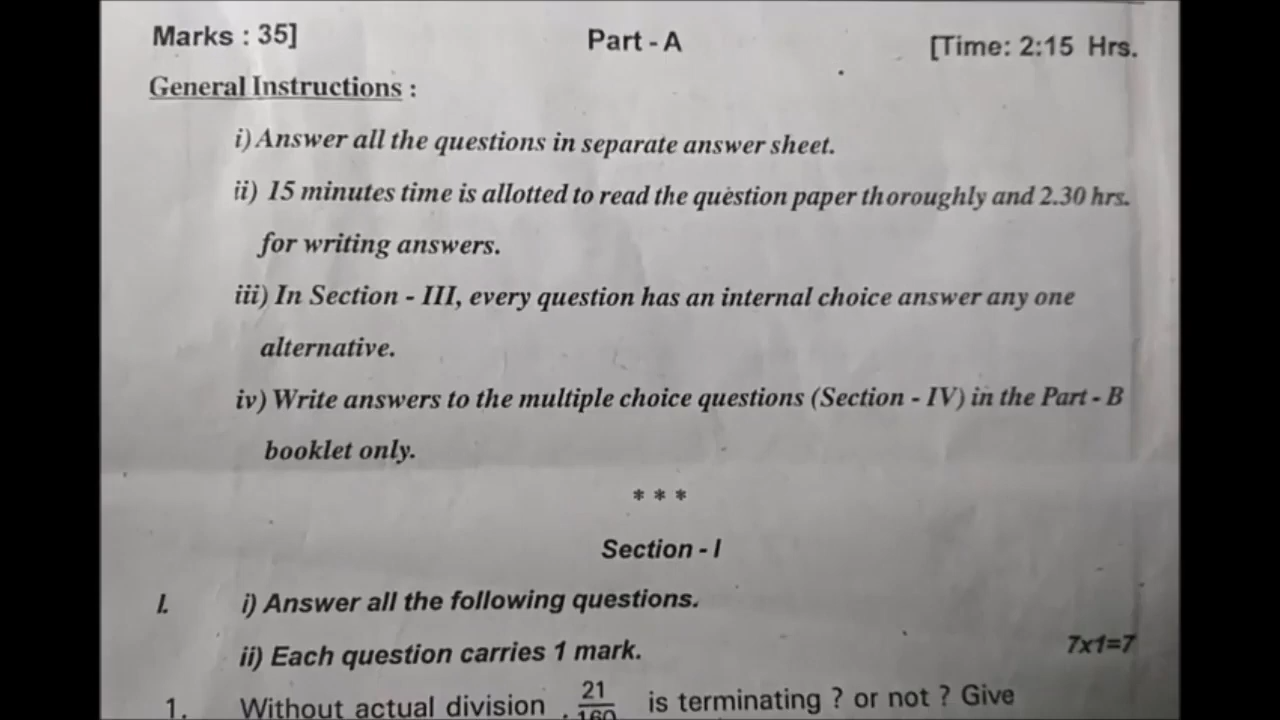 Marks : 35] Part - A [Time: 2:15 Hrs.
General Instructions :
i) Answer all the questions in separate answer sheet.
ii) 15 minutes time is allotted to read the question paper thoroughly and 2.30 hrs.
for writing answers.
iii) In Section - III, every question has an internal choice answer any one
alternative.
iv) Write answers to the multiple choice questions (Section - IV) in the Part - B
booklet only.
* * *
Section - I
I. i) Answer all the following questions.
ii) Each question carries 1 mark. 7x1=7
1. Without actual division, 21/160 is terminating ? or not ? Give